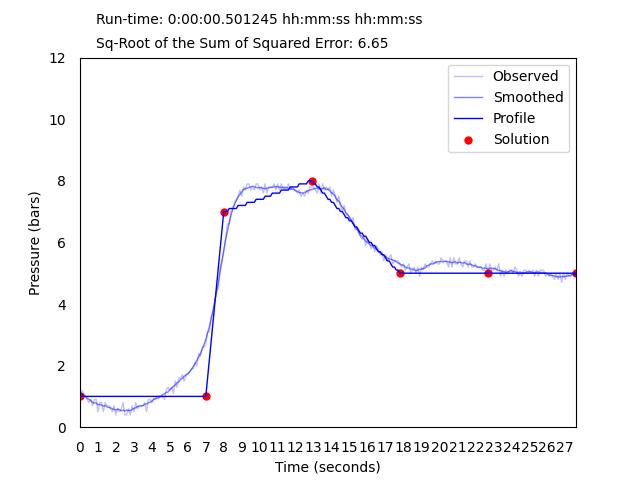 Run-time: 0:00:00.501245 hh:mm:ss hh:mm:ss
Sq-Root of the Sum of Squared Error: 6.65
12
10
8
6
4
2
0
Pressure (bars)
Observed
Smoothed
Profile
Solution
0 1 2 3 4 5 6 7 8 9 10 11 12 13 14 15 16 17 18 19 20 21 22 23 24 25 26 27
Time (seconds)